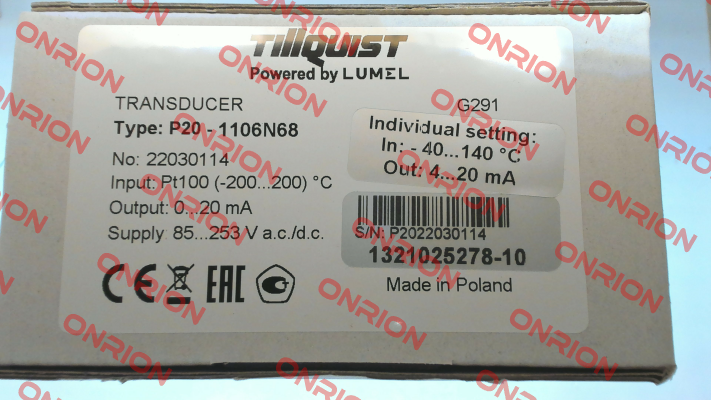 TILLQUIST
Powered by LUMEL
TRANSDUCER
G291
Type: P20 - 1106N68
No: 22030114
Input: Pt100 (-200...200) °C
Output: 0...20 mA
Supply: 85...253 V a.c./d.c.
Individual setting:
In: - 40...140 °C
Out: 4...20 mA
S/N: P2022030114
1321025278-10
Made in Poland
CE
EAC
ONRION
ONRION
ONRION
ONRION
ONRION
ONRION
ONRION
ONRION
ONRION
ONRION
ONRION
ONRION
ONRION